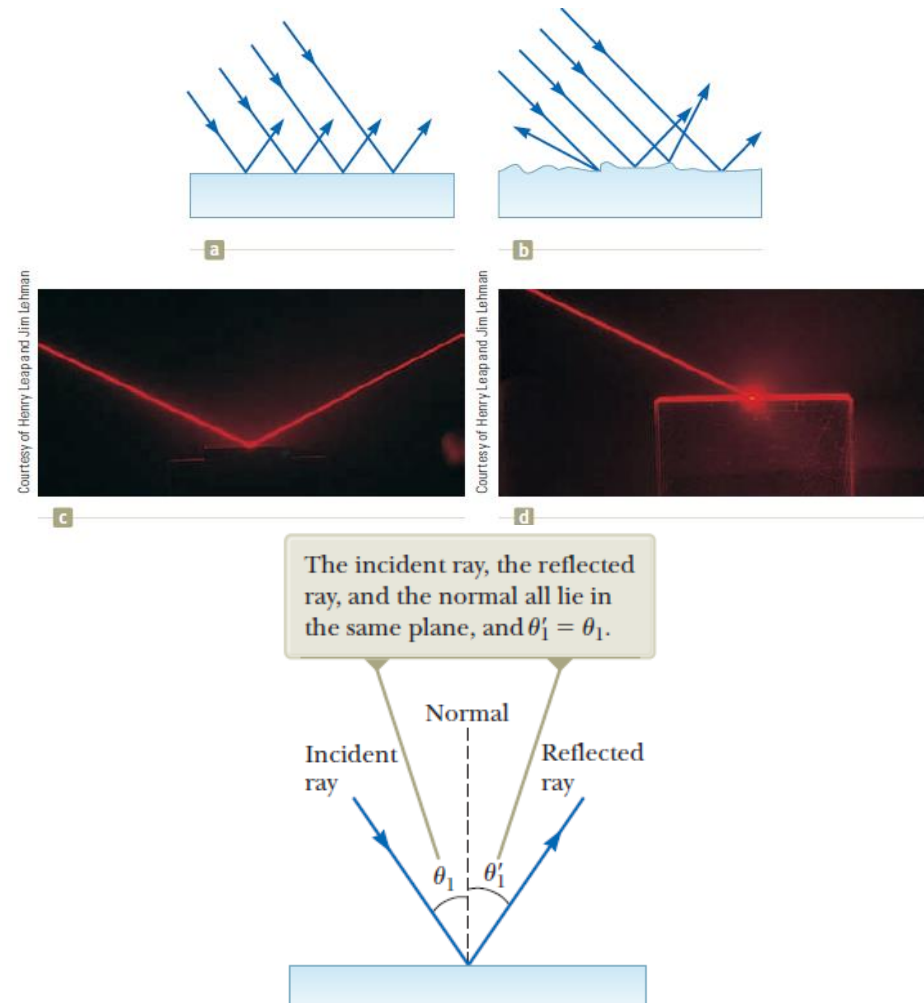 a
b
Courtesy of Henry Leap and Jim Lehman
Courtesy of Henry Leap and Jim Lehman
c
d
The incident ray, the reflected
ray, and the normal all lie in
the same plane, and θ′₁ = θ₁.
Normal
Incident
ray
Reflected
ray
θ₁
θ′₁